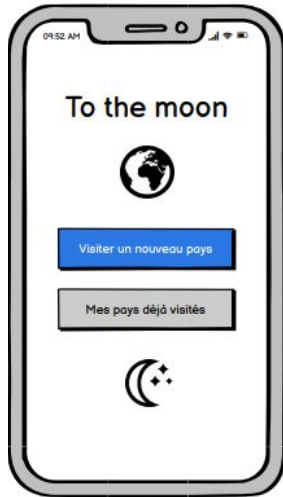 09:52 AM
To the moon
Visiter un nouveau pays
Mes pays déjà visités